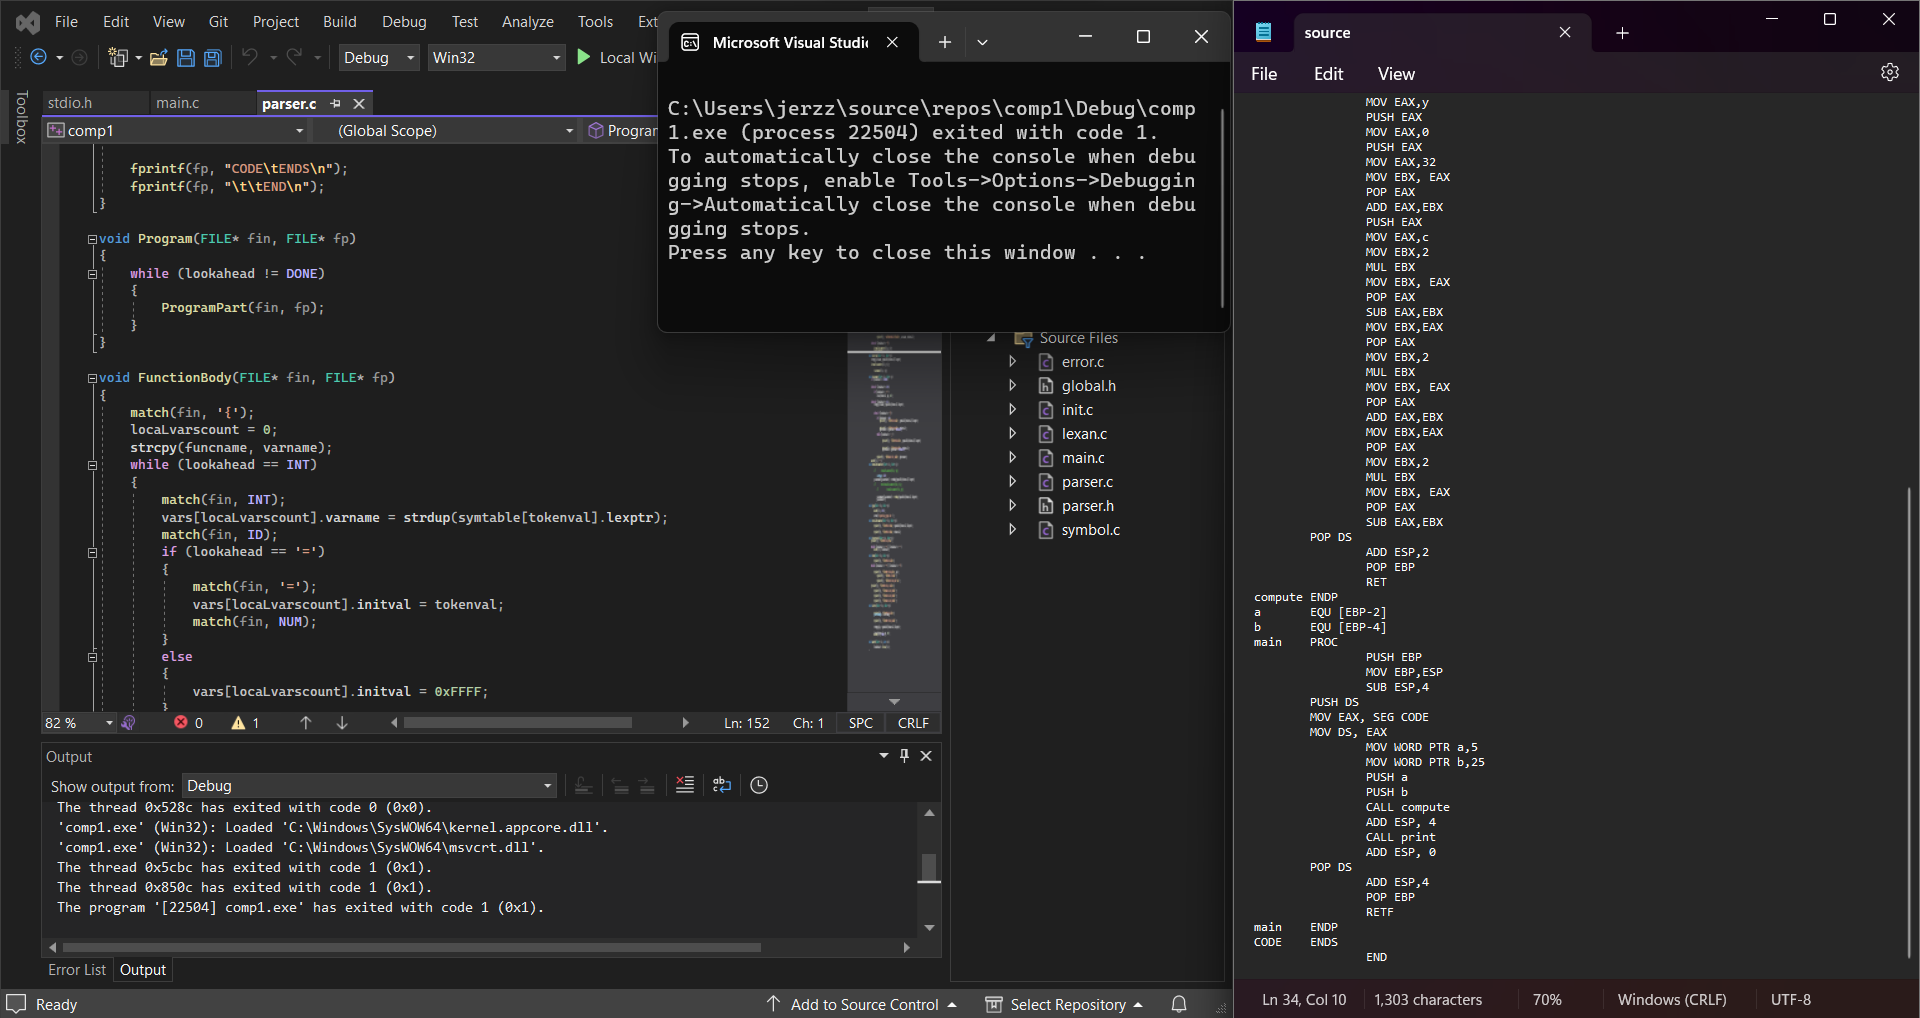 File Edit View Git Project Build Debug Test Analyze Tools Ext
Debug Win32 Local Wi
Toolbox
stdio.h main.c parser.c
comp1 (Global Scope) Progran
fprintf(fp, "CODE\tENDS\n");
fprintf(fp, "\t\tEND\n");
}
void Program(FILE* fin, FILE* fp)
{
while (lookahead != DONE)
{
ProgramPart(fin, fp);
}
}
void FunctionBody(FILE* fin, FILE* fp)
{
match(fin, '{');
locaLvarscount = 0;
strcpy(funcname, varname);
while (lookahead == INT)
{
match(fin, INT);
vars[locaLvarscount].varname = strdup(symtable[tokenval].lexptr);
match(fin, ID);
if (lookahead == '=')
{
match(fin, '=');
vars[locaLvarscount].initval = tokenval;
match(fin, NUM);
}
else
{
vars[locaLvarscount].initval = 0xFFFF;
}
82 % 0 1 Ln: 152 Ch: 1 SPC CRLF
Output
Show output from: Debug
The thread 0x528c has exited with code 0 (0x0).
'comp1.exe' (Win32): Loaded 'C:\Windows\SysWOW64\kernel.appcore.dll'.
'comp1.exe' (Win32): Loaded 'C:\Windows\SysWOW64\msvcrt.dll'.
The thread 0x5cbc has exited with code 1 (0x1).
The thread 0x850c has exited with code 1 (0x1).
The program '[22504] comp1.exe' has exited with code 1 (0x1).
Error List Output
Ready Add to Source Control Select Repository
Microsoft Visual Studi
C:\Users\jerzz\source\repos\comp1\Debug\comp
1.exe (process 22504) exited with code 1.
To automatically close the console when debu
gging stops, enable Tools->Options->Debuggin
g->Automatically close the console when debu
gging stops.
Press any key to close this window . . .
Source Files
error.c
global.h
init.c
lexan.c
main.c
parser.c
parser.h
symbol.c
source
File Edit View
MOV EAX,y
PUSH EAX
MOV EAX,0
PUSH EAX
MOV EAX,32
MOV EBX, EAX
POP EAX
ADD EAX,EBX
PUSH EAX
MOV EAX,c
MOV EBX,2
MUL EBX
MOV EBX, EAX
POP EAX
SUB EAX,EBX
MOV EBX,EAX
POP EAX
MOV EBX,2
MUL EBX
MOV EBX, EAX
POP EAX
ADD EAX,EBX
MOV EBX,EAX
POP EAX
MOV EBX,2
MUL EBX
MOV EBX, EAX
POP EAX
SUB EAX,EBX
POP DS
ADD ESP,2
POP EBP
RET
compute ENDP
a EQU [EBP-2]
b EQU [EBP-4]
main PROC
PUSH EBP
MOV EBP,ESP
SUB ESP,4
PUSH DS
MOV EAX, SEG CODE
MOV DS, EAX
MOV WORD PTR a,5
MOV WORD PTR b,25
PUSH a
PUSH b
CALL compute
ADD ESP, 4
CALL print
ADD ESP, 0
POP DS
ADD ESP,4
POP EBP
RETF
main ENDP
CODE ENDS
END
Ln 34, Col 10 1,303 characters 70% Windows (CRLF) UTF-8